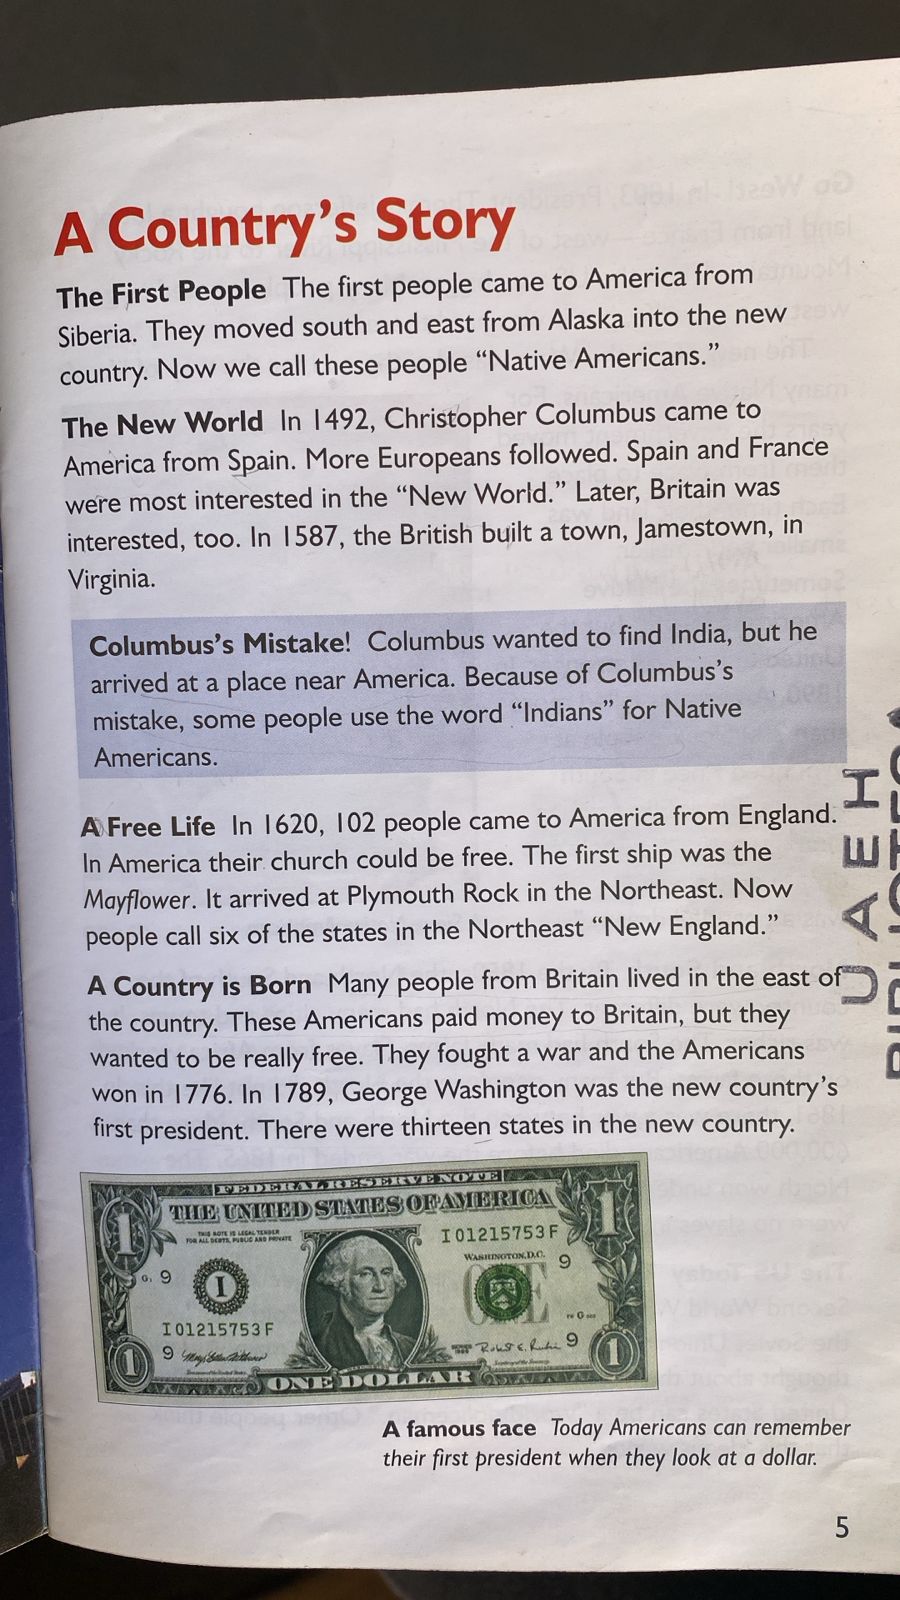 A Country's Story
The First People The first people came to America from
Siberia. They moved south and east from Alaska into the new
country. Now we call these people “Native Americans.”
The New World In 1492, Christopher Columbus came to
America from Spain. More Europeans followed. Spain and France
were most interested in the “New World.” Later, Britain was
interested, too. In 1587, the British built a town, Jamestown, in
Virginia.
Columbus's Mistake! Columbus wanted to find India, but he
arrived at a place near America. Because of Columbus's
mistake, some people use the word “Indians” for Native
Americans.
A Free Life In 1620, 102 people came to America from England.
In America their church could be free. The first ship was the
Mayflower. It arrived at Plymouth Rock in the Northeast. Now
people call six of the states in the Northeast “New England.”
A Country is Born Many people from Britain lived in the east of
the country. These Americans paid money to Britain, but they
wanted to be really free. They fought a war and the Americans
won in 1776. In 1789, George Washington was the new country's
first president. There were thirteen states in the new country.
UAEH
FEDERAL RESERVE NOTE
THE UNITED STATES OF AMERICA
THIS NOTE IS LEGAL TENDER
FOR ALL DEBTS, PUBLIC AND PRIVATE
I 01215753 F
WASHINGTON, D.C.
1
1
9
9
I
ONE
I 01215753 F
9
9
1
1
ONE DOLLAR
A famous face Today Americans can remember
their first president when they look at a dollar.
5